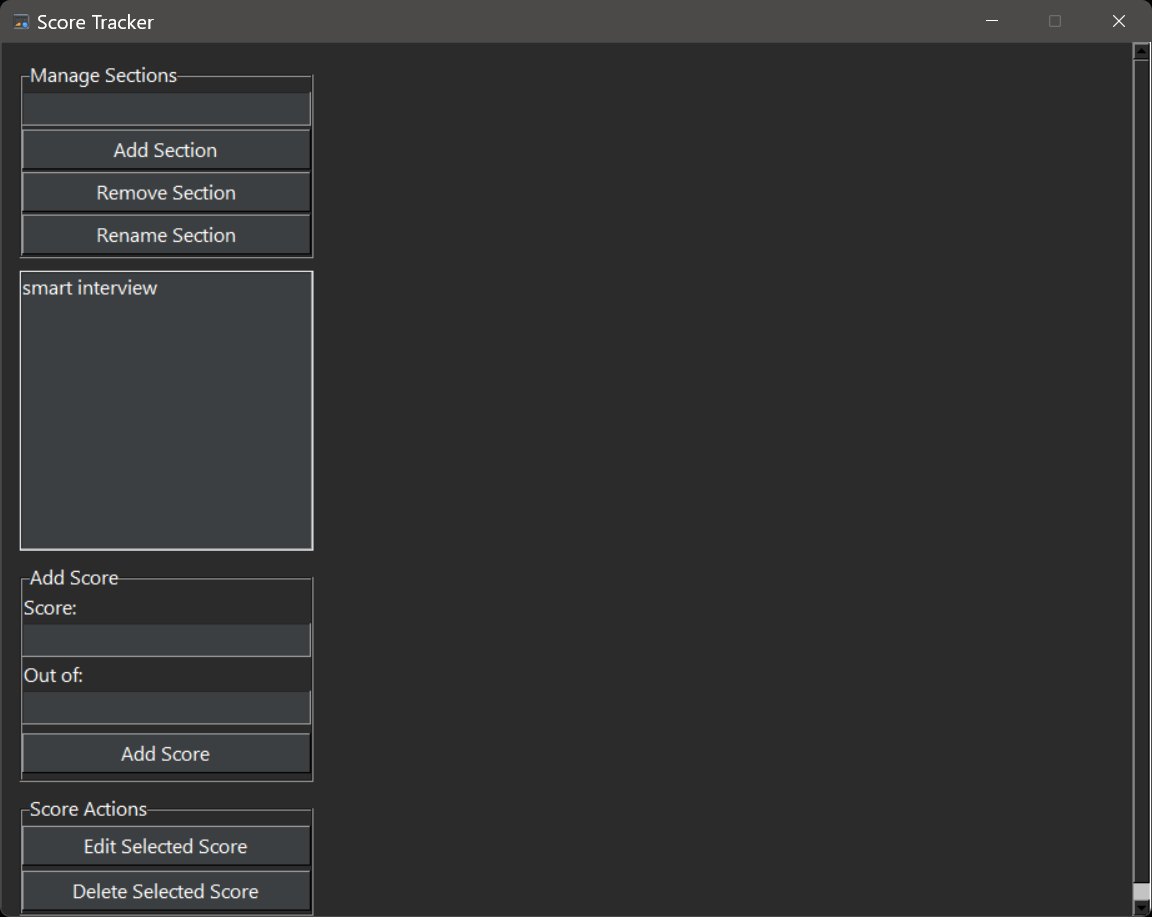 Score Tracker
Manage Sections
Add Section
Remove Section
Rename Section
smart interview
Add Score
Score:
Out of:
Add Score
Score Actions
Edit Selected Score
Delete Selected Score